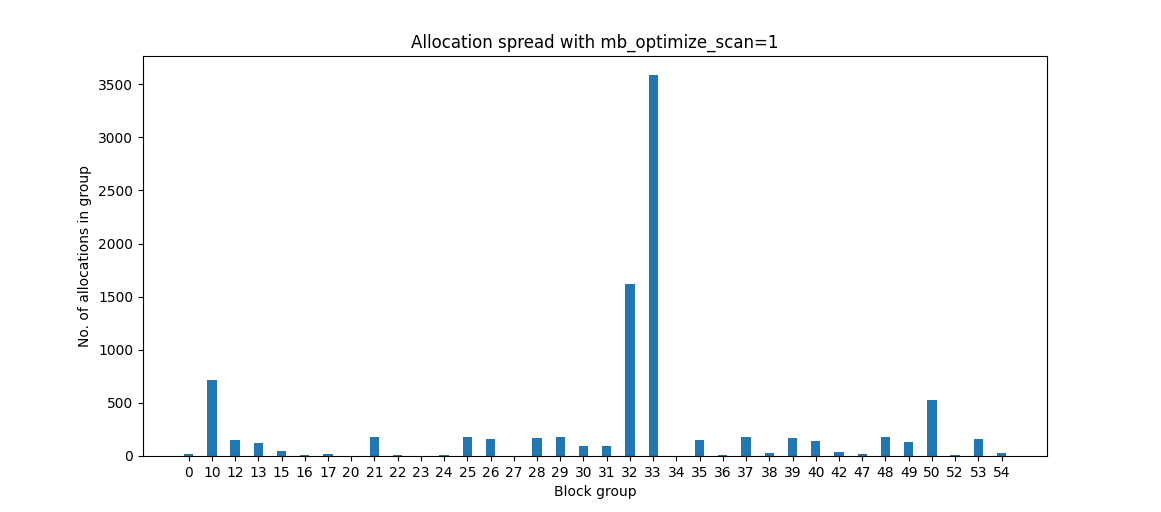 Allocation spread with mb_optimize_scan=1
3500
3000
2500
2000
1500
1000
500
0
No. of allocations in group
0 10 12 13 15 16 17 20 21 22 23 24 25 26 27 28 29 30 31 32 33 34 35 36 37 38 39 40 42 47 48 49 50 52 53 54
Block group